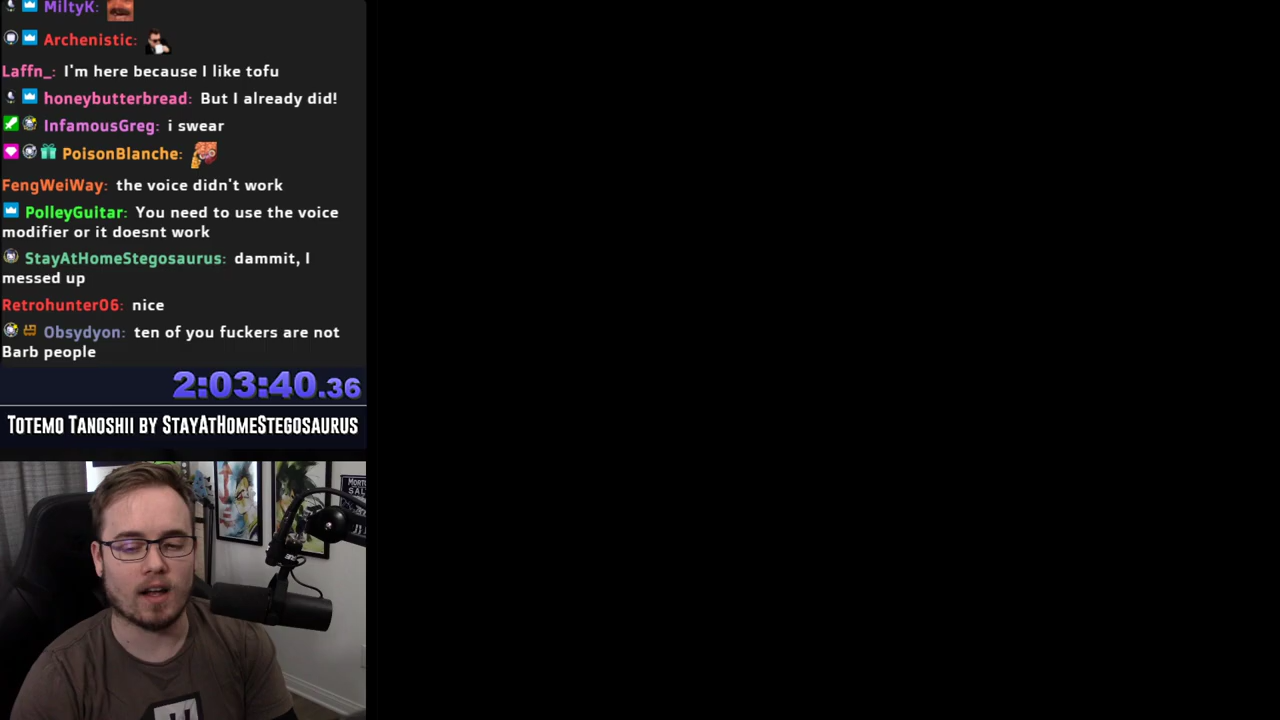 MiltyK:
Archenistic:
Laffn_: I'm here because I like tofu
honeybutterbread: But I already did!
InfamousGreg: i swear
PoisonBlanche:
FengWeiWay: the voice didn't work
PolleyGuitar: You need to use the voice
modifier or it doesnt work
StayAtHomeStegosaurus: dammit, I
messed up
Retrohunter06: nice
Obsydyon: ten of you fuckers are not
Barb people
2:03:40.36
TOTEMO TANOSHII BY STAYATHOMESTEGOSAURUS